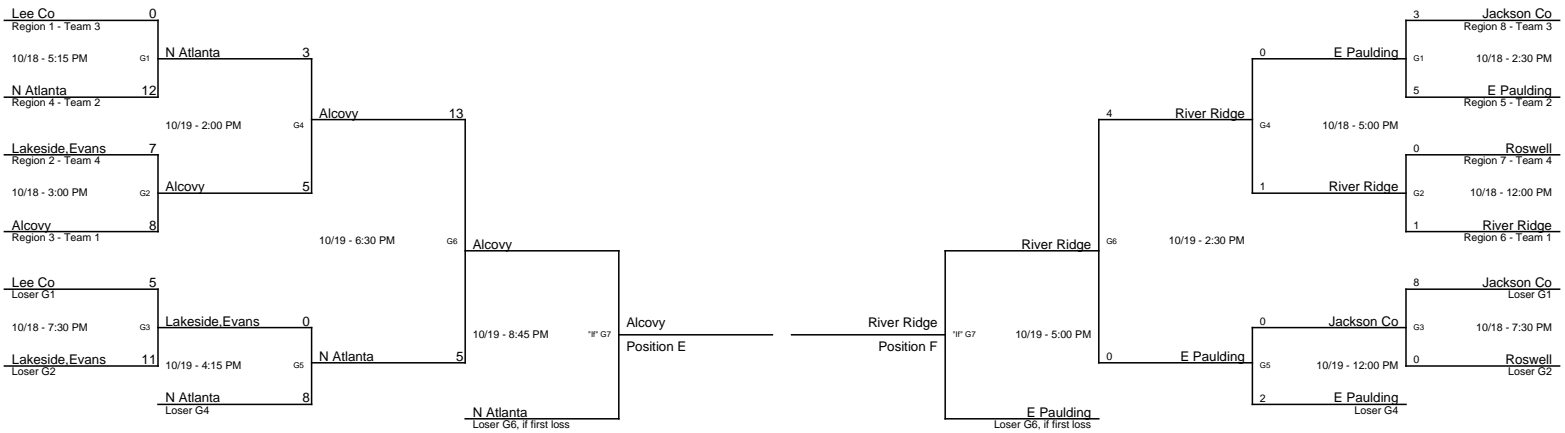 Lee Co 0
Region 1 - Team 3
10/18 - 5:15 PM G1
N Atlanta 3
N Atlanta 12
Region 4 - Team 2
10/19 - 2:00 PM G4
Alcovy 13
Lakeside,Evans 7
Region 2 - Team 4
10/18 - 3:00 PM G2
Alcovy 5
Alcovy 8
Region 3 - Team 1
10/19 - 6:30 PM G6
Alcovy
Lee Co 5
Loser G1
10/18 - 7:30 PM G3
Lakeside,Evans 0
Lakeside,Evans 11
Loser G2
10/19 - 4:15 PM G5
N Atlanta 5
N Atlanta 8
Loser G4
10/19 - 8:45 PM "If" G7
Alcovy
Position E
N Atlanta
Loser G6, if first loss
3 Jackson Co
Region 8 - Team 3
G1 10/18 - 2:30 PM
0 E Paulding
5 E Paulding
Region 5 - Team 2
G4 10/18 - 5:00 PM
4 River Ridge
0 Roswell
Region 7 - Team 4
G2 10/18 - 12:00 PM
1 River Ridge
1 River Ridge
Region 6 - Team 1
G6 10/19 - 2:30 PM
River Ridge
8 Jackson Co
Loser G1
G3 10/18 - 7:30 PM
0 Jackson Co
0 Roswell
Loser G2
G5 10/19 - 12:00 PM
0 E Paulding
2 E Paulding
Loser G4
"If" G7 10/19 - 5:00 PM
River Ridge
Position F
E Paulding
Loser G6, if first loss